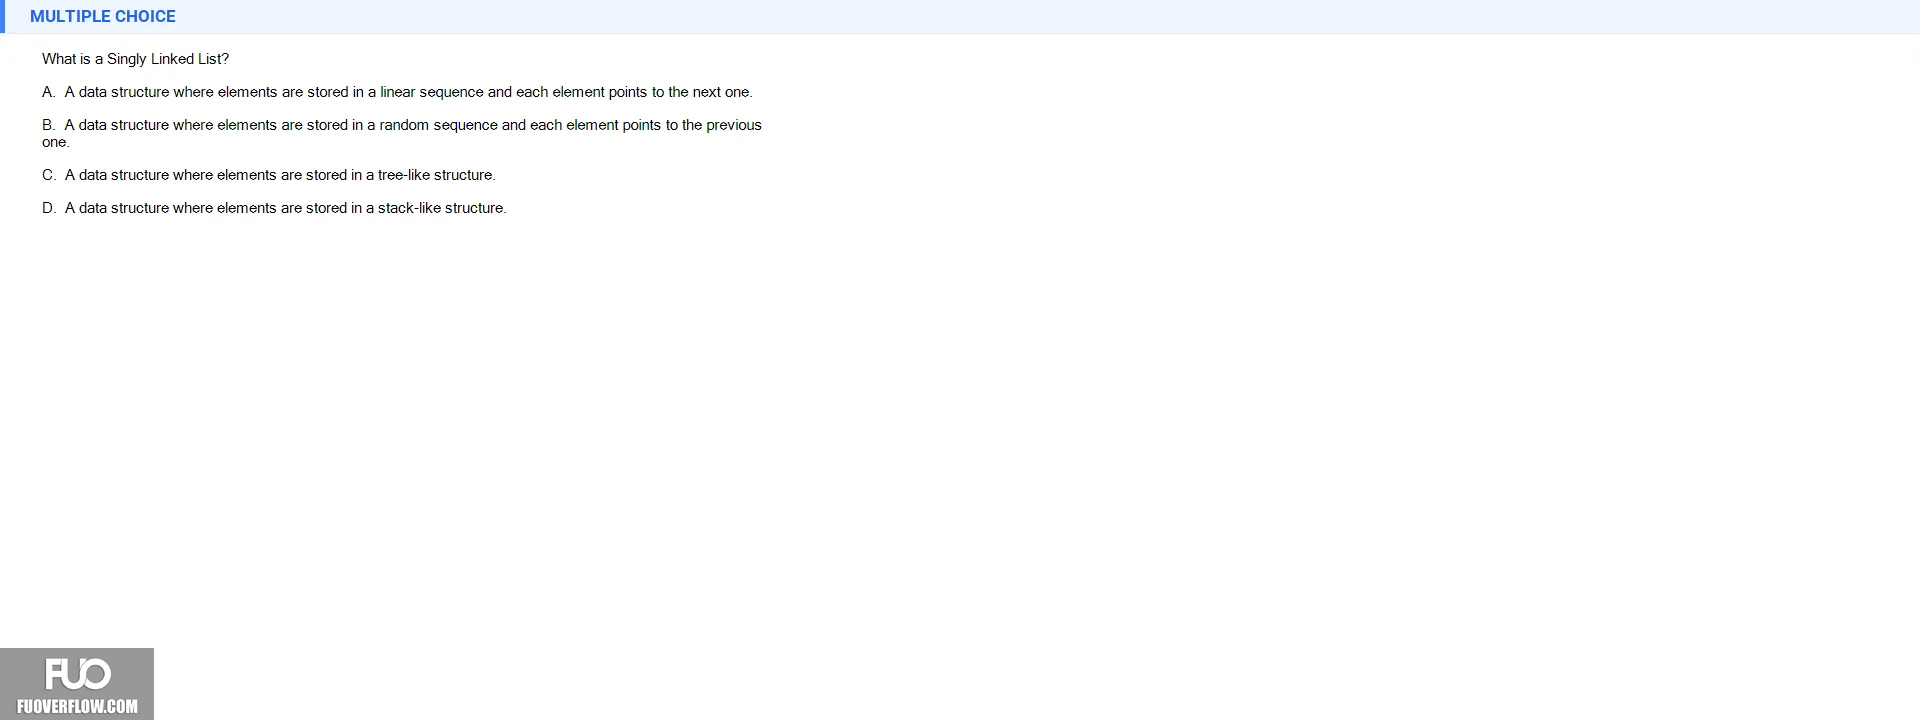 MULTIPLE CHOICE
What is a Singly Linked List?
A. A data structure where elements are stored in a linear sequence and each element points to the next one.
B. A data structure where elements are stored in a random sequence and each element points to the previous
one.
C. A data structure where elements are stored in a tree-like structure.
D. A data structure where elements are stored in a stack-like structure.
FUO
FUOVERFLOW.COM